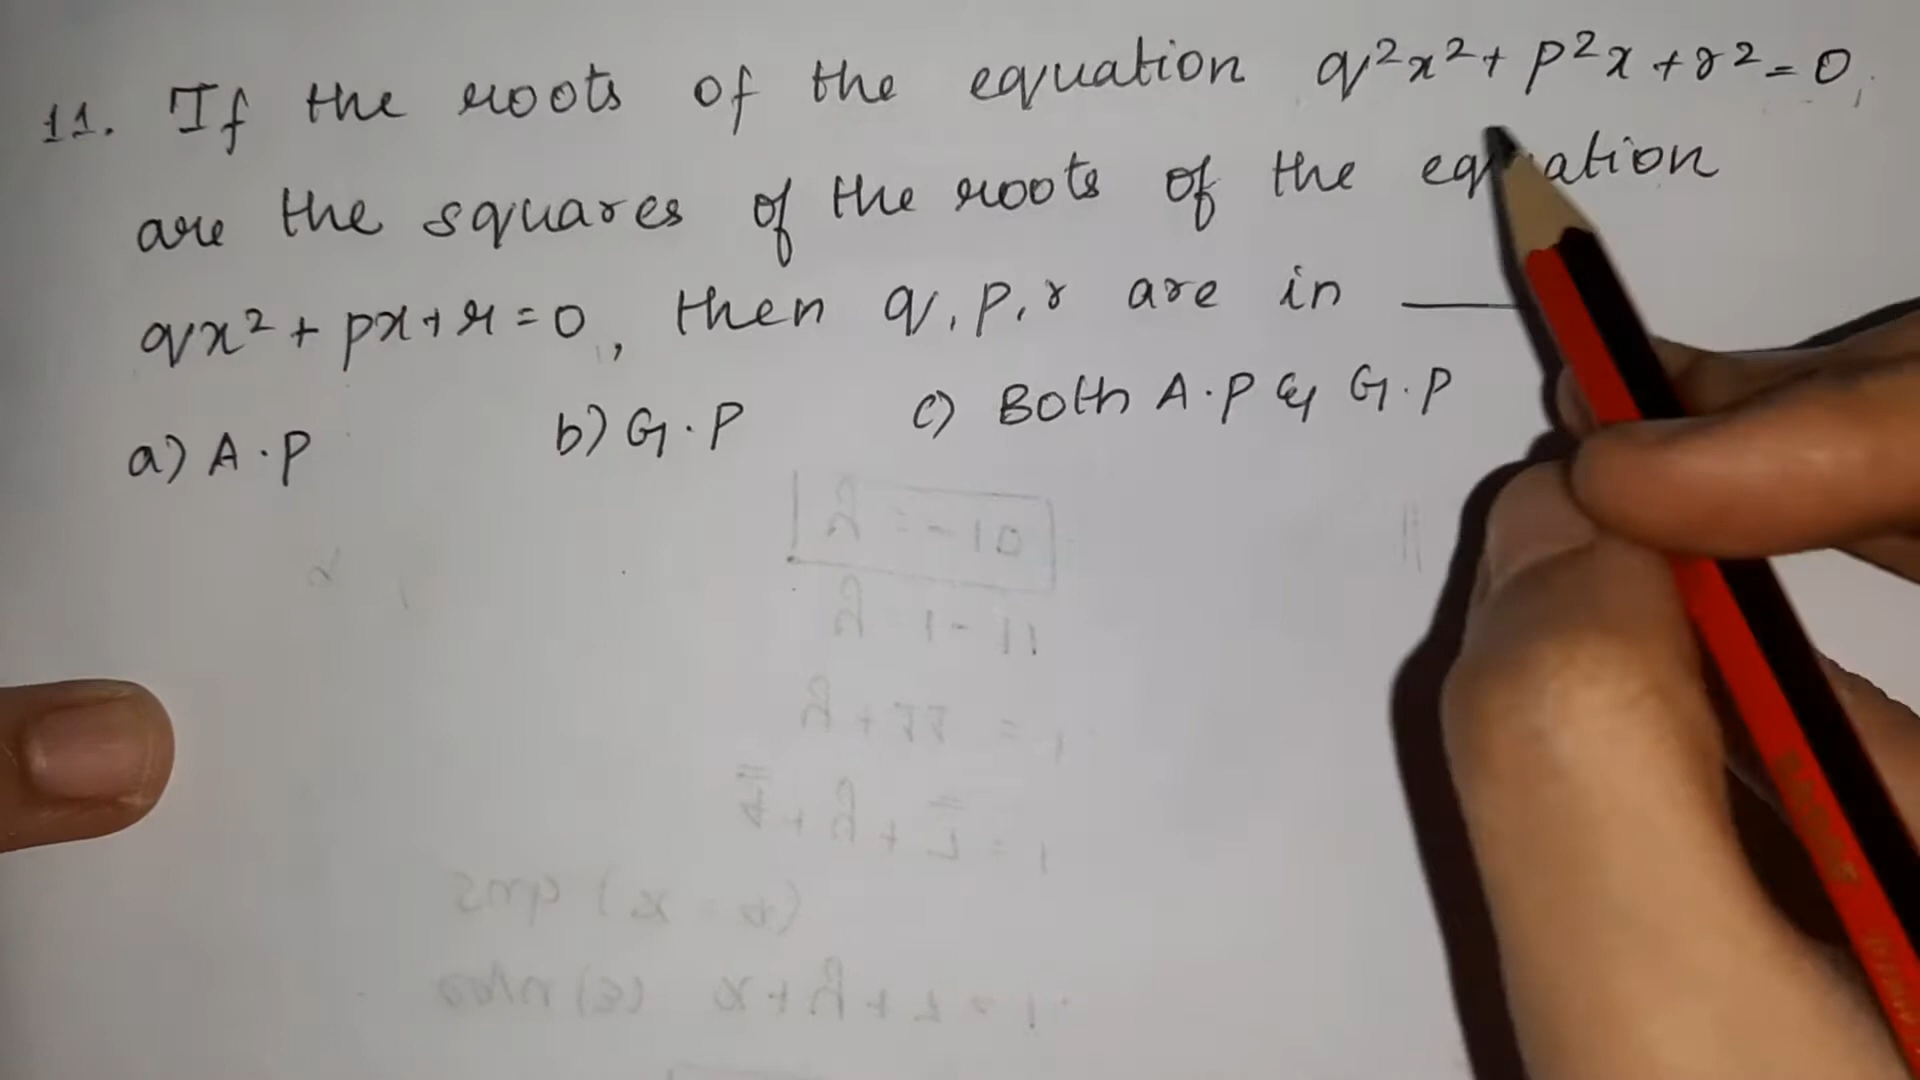 11. If the roots of the equation q²x² + p²x + r² = 0,
are the squares of the roots of the equation
qx² + px + r = 0, then q, p, r are in ____
a) A.P b) G.P c) Both A.P & G.P